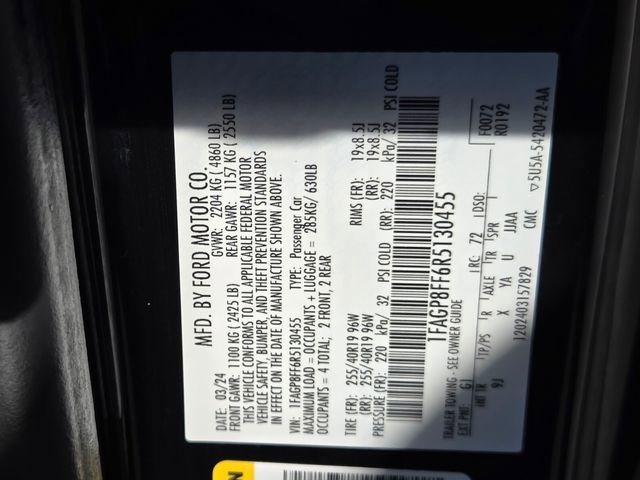 MFD. BY FORD MOTOR CO.
DATE: 03/24 GVWR: 2204 KG ( 4860 LB)
FRONT GAWR: 1100 KG ( 2425 LB) REAR GAWR: 1157 KG ( 2550 LB)
THIS VEHICLE CONFORMS TO ALL APPLICABLE FEDERAL MOTOR
VEHICLE SAFETY, BUMPER, AND THEFT PREVENTION STANDARDS
IN EFFECT ON THE DATE OF MANUFACTURE SHOWN ABOVE.
VIN: 1FAGP8FF6R5130455 TYPE: Passenger Car
MAXIMUM LOAD = OCCUPANTS + LUGGAGE = 285KG/ 630LB
OCCUPANTS = 4 TOTAL; 2 FRONT, 2 REAR
TIRE (FR): 255/40R19 96W RIMS (FR): 19x8.5J
(RR): 255/40R19 96W (RR): 19x8.5J
PRESSURE (FR): 220 kPa/ 32 PSI COLD (RR): 220 kPa/ 32 PSI COLD
1FAGP8FF6R5130455
TRAILER TOWING - SEE OWNER GUIDE
EXT PNT: G1 RC: 72 DSO: F0072
R0192
INT TR TP/PS R AXLE TR SPR
9J X YA U JJAA
1202403157829 CMC ▽5U5A-5420472-AA
N